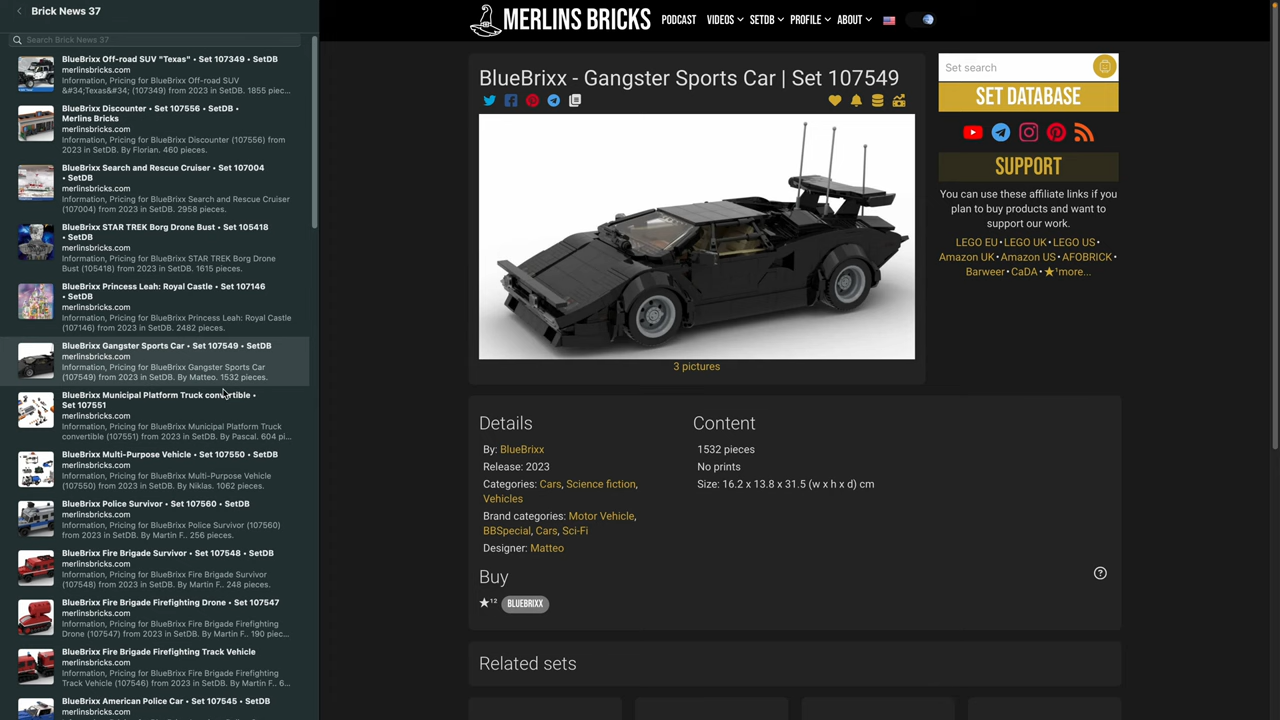 Brick News 37
Search Brick News 37
BlueBrixx Off-road SUV "Texas" • Set 107349 • SetDB
merlinsbricks.com
Information, Pricing for BlueBrixx Off-road SUV
&#34;Texas&#34; (107349) from 2023 in SetDB. 1855 piec...
BlueBrixx Discounter • Set 107556 • SetDB •
Merlins Bricks
merlinsbricks.com
Information, Pricing for BlueBrixx Discounter (107556) from
2023 in SetDB. By Florian. 460 pieces.
BlueBrixx Search and Rescue Cruiser • Set 107004
• SetDB
merlinsbricks.com
Information, Pricing for BlueBrixx Search and Rescue Cruiser
(107004) from 2023 in SetDB. 2958 pieces.
BlueBrixx STAR TREK Borg Drone Bust • Set 105418
• SetDB
merlinsbricks.com
Information, Pricing for BlueBrixx STAR TREK Borg Drone
Bust (105418) from 2023 in SetDB. 1615 pieces.
BlueBrixx Princess Leah: Royal Castle • Set 107146
• SetDB
merlinsbricks.com
Information, Pricing for BlueBrixx Princess Leah: Royal Castle
(107146) from 2023 in SetDB. 2482 pieces.
BlueBrixx Gangster Sports Car • Set 107549 • SetDB
merlinsbricks.com
Information, Pricing for BlueBrixx Gangster Sports Car
(107549) from 2023 in SetDB. By Matteo. 1532 pieces.
BlueBrixx Municipal Platform Truck convertible •
Set 107551
merlinsbricks.com
Information, Pricing for BlueBrixx Municipal Platform Truck
convertible (107551) from 2023 in SetDB. By Pascal. 604 pi...
BlueBrixx Multi-Purpose Vehicle • Set 107550 • SetDB
merlinsbricks.com
Information, Pricing for BlueBrixx Multi-Purpose Vehicle
(107550) from 2023 in SetDB. By Niklas. 1062 pieces.
BlueBrixx Police Survivor • Set 107560 • SetDB
merlinsbricks.com
Information, Pricing for BlueBrixx Police Survivor (107560)
from 2023 in SetDB. By Martin F.. 256 pieces.
BlueBrixx Fire Brigade Survivor • Set 107548 • SetDB
merlinsbricks.com
Information, Pricing for BlueBrixx Fire Brigade Survivor
(107548) from 2023 in SetDB. By Martin F.. 248 pieces.
BlueBrixx Fire Brigade Firefighting Drone • Set 107547
merlinsbricks.com
Information, Pricing for BlueBrixx Fire Brigade Firefighting
Drone (107547) from 2023 in SetDB. By Martin F.. 190 piec...
BlueBrixx Fire Brigade Firefighting Track Vehicle
merlinsbricks.com
Information, Pricing for BlueBrixx Fire Brigade Firefighting
Track Vehicle (107546) from 2023 in SetDB. By Martin F.. 6...
BlueBrixx American Police Car • Set 107545 • SetDB
merlinsbricks.com
MERLINS BRICKS
PODCAST VIDEOS SETDB PROFILE ABOUT
BlueBrixx - Gangster Sports Car | Set 107549
3 pictures
Details
By: BlueBrixx
Release: 2023
Categories: Cars, Science fiction,
Vehicles
Brand categories: Motor Vehicle,
BBSpecial, Cars, Sci-Fi
Designer: Matteo
Content
1532 pieces
No prints
Size: 16.2 x 13.8 x 31.5 (w x h x d) cm
Buy
★¹² BLUEBRIXX
Related sets
Set search
SET DATABASE
SUPPORT
You can use these affiliate links if you
plan to buy products and want to
support our work.
LEGO EU • LEGO UK • LEGO US •
Amazon UK • Amazon US • AFOBRICK •
Barweer • CaDA • ★¹more...